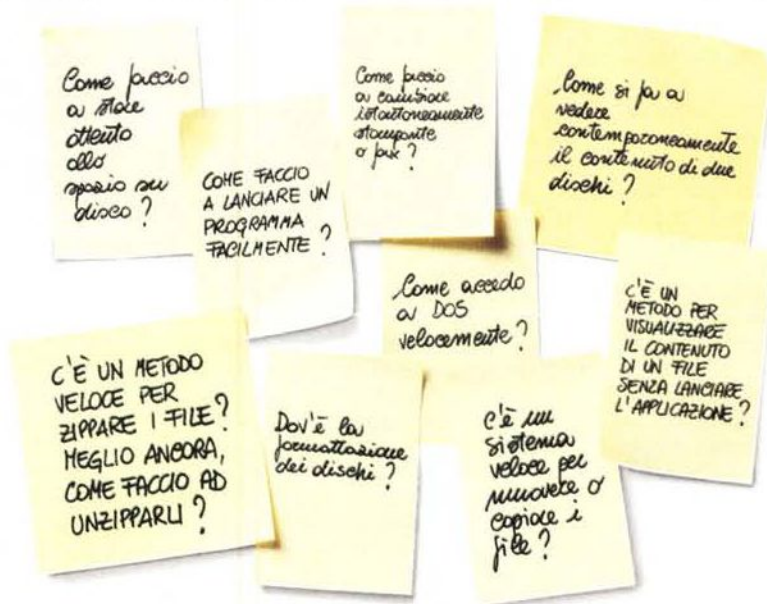 Come faccio
a stare
attento
allo
spazio su
disco?
COME FACCIO
A LANCIARE UN
PROGRAMMA
FACILMENTE?
Come faccio
a cambiare
istantaneamente
stampante
o fax?
Come si fa a
vedere
contemporaneamente
il contenuto di due
dischi?
Come accedo
a DOS
velocemente?
C'È UN
METODO PER
VISUALIZZARE
IL CONTENUTO
DI UN FILE
SENZA LANCIARE
L'APPLICAZIONE?
C'È UN METODO
VELOCE PER
ZIPPARE I FILE?
MEGLIO ANCORA,
COME FACCIO AD
UNZIPPARLI?
Dov'è la
formattazione
dei dischi?
C'è un
sistema
veloce per
muovere o
copiare i
file?